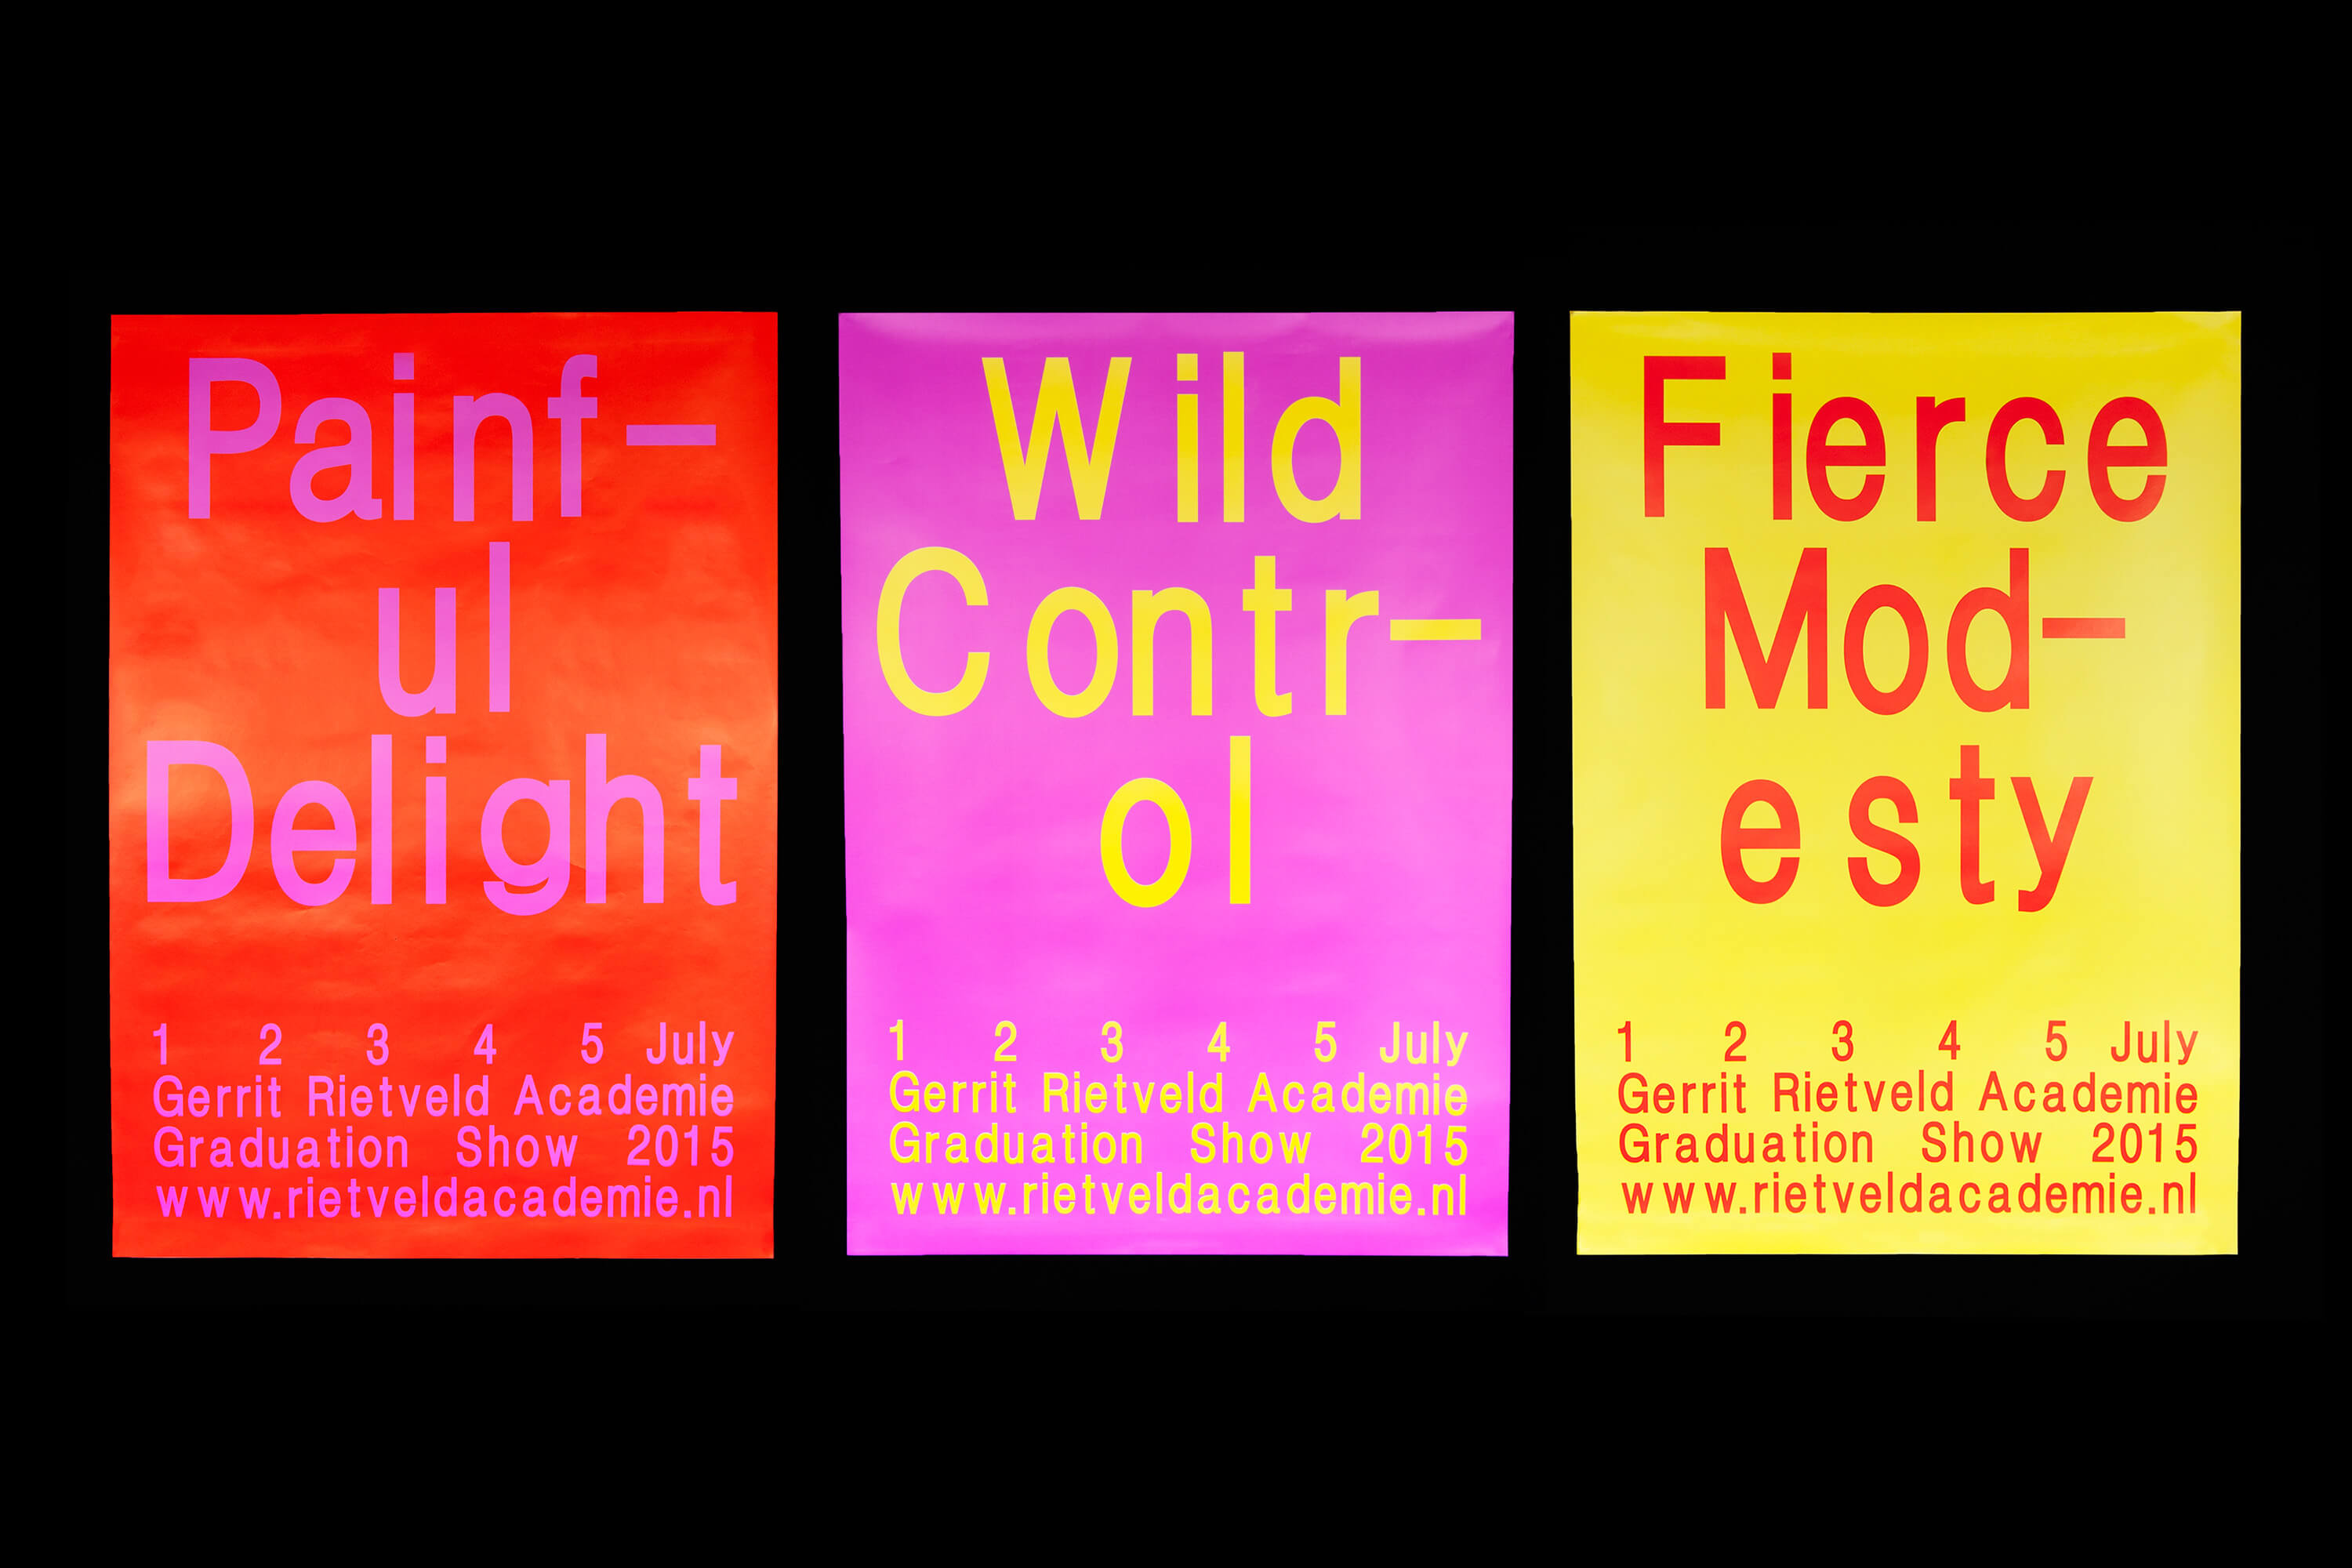 Painf-
ul
Delight
1 2 3 4 5 July
Gerrit Rietveld Academie
Graduation Show 2015
www.rietveldacademie.nl
Wild
Contr-
ol
1 2 3 4 5 July
Gerrit Rietveld Academie
Graduation Show 2015
www.rietveldacademie.nl
Fierce
Mod-
esty
1 2 3 4 5 July
Gerrit Rietveld Academie
Graduation Show 2015
www.rietveldacademie.nl